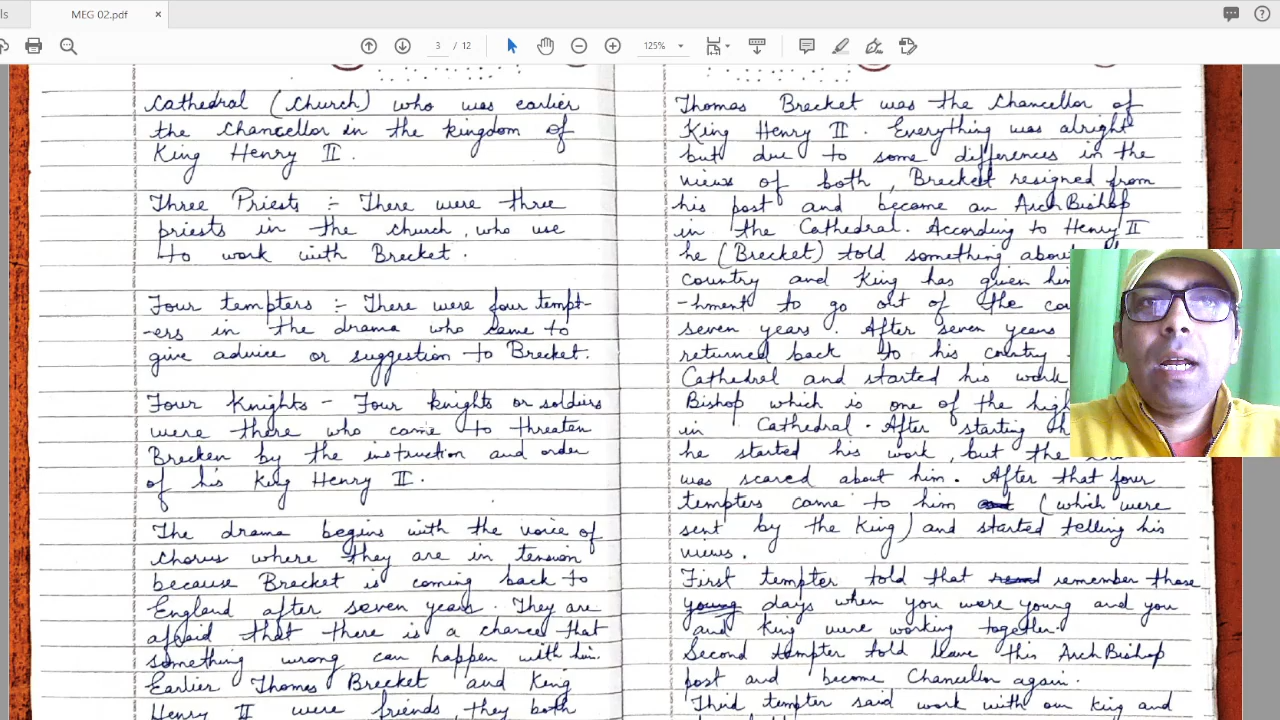 ls
MEG 02.pdf
3 / 12
125%
Cathedral (Church) who was earlier
the Chancellor in the kingdom of
King Henry II.
Three Priests :- There were three
priests in the church, who use
to work with Brecket.
Four tempters :- There were four tempt-
-ers in the drama who came to
give advice or suggestion to Brecket.
Four Knights - Four knights or soldiers
were there who came to threaten
Brecken by the instruction and order
of his King Henry II.
The drama begins with the voice of
Chorus where they are in tension
because Brecket is coming back to
England after seven years. They are
afraid that there is a chance that
something wrong can happen with him.
Earlier Thomas Brecket and King
Henry II were friends, they both
Thomas Brecket was the Chancellor of
King Henry II. Everything was alright
but due to some differences in the
views of both, Brecket resigned from
his post and become an ArchBishop
in the Cathedral. According to Henry II
he (Brecket) told something about
country and King has given him
-hment to go out of the
seven years. After seven years
returned back to his country
Cathedral and started his work
Bishop which is one of the
in Cathedral. After starting
he started his work, but the
was scared about him. After that four
tempters came to him (which were
sent by the King) and started telling his
views.
First tempter told that remember those
young days when you were young and you
and King were working together.
Second tempter told leave this ArchBishop
post and become Chancellor again.
Third tempter said work with our king and